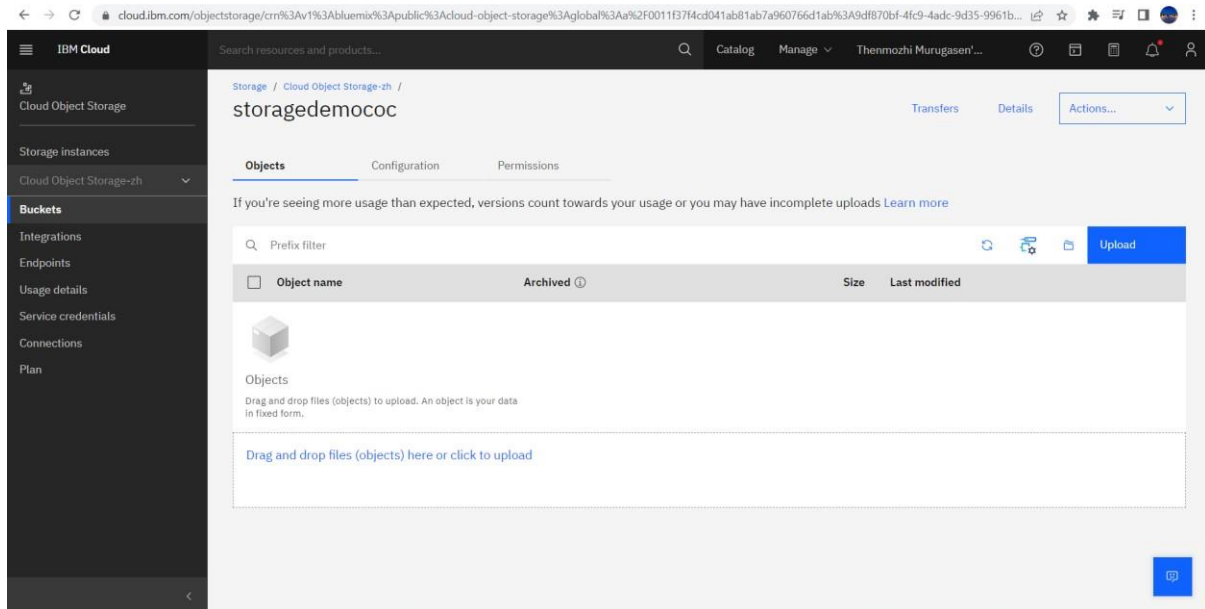 cloud.ibm.com/objectstorage/crn%3Av1%3Abluemix%3Apublic%3Acloud-object-storage%3Aglobal%3Aa%2F0011f37f4cd041ab81ab7a960766d1ab%3A9df870bf-4fc9-4adc-9d35-9961b...
IBM Cloud
Search resources and products...
Catalog
Manage
Thenmozhi Murugasen'...
Cloud Object Storage
Storage instances
Cloud Object Storage-zh
Buckets
Integrations
Endpoints
Usage details
Service credentials
Connections
Plan
Storage / Cloud Object Storage-zh /
storagedemococ
Transfers
Details
Actions...
Objects
Configuration
Permissions
If you're seeing more usage than expected, versions count towards your usage or you may have incomplete uploads Learn more
Prefix filter
Upload
Object name
Archived
Size
Last modified
Objects
Drag and drop files (objects) to upload. An object is your data
in fixed form.
Drag and drop files (objects) here or click to upload